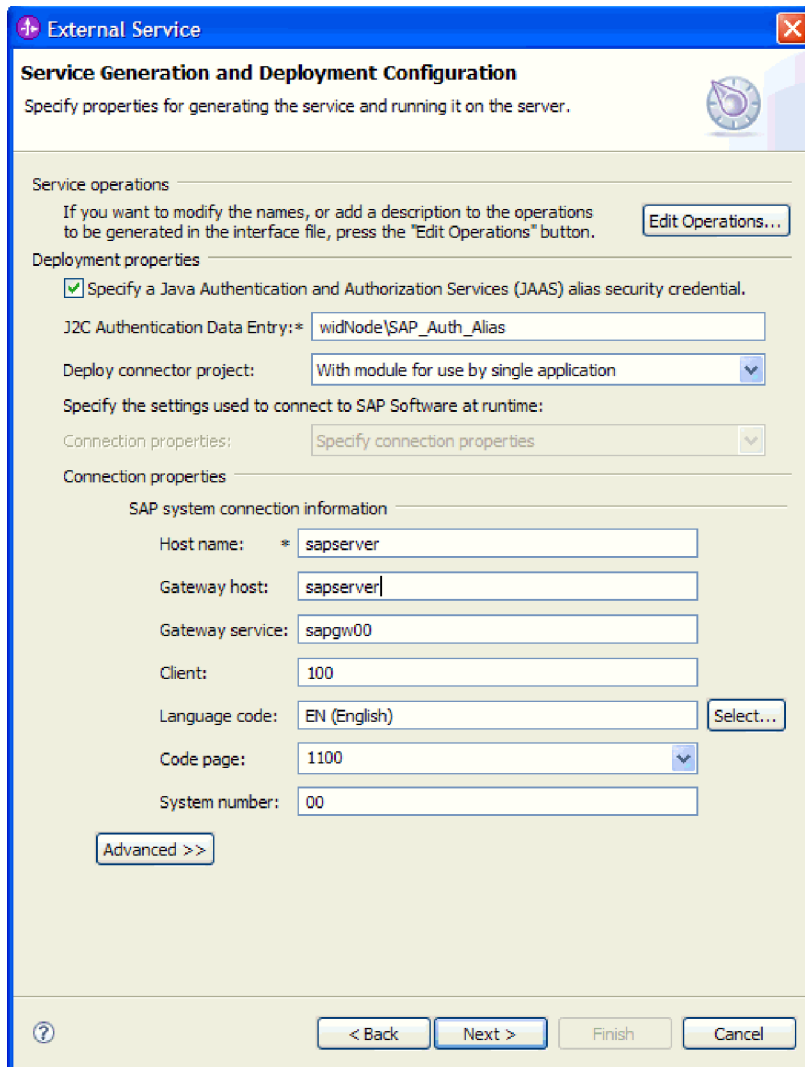 External Service
Service Generation and Deployment Configuration
Specify properties for generating the service and running it on the server.
Service operations
If you want to modify the names, or add a description to the operations
to be generated in the interface file, press the "Edit Operations" button.
Edit Operations...
Deployment properties
Specify a Java Authentication and Authorization Services (JAAS) alias security credential.
J2C Authentication Data Entry:* widNode\SAP_Auth_Alias
Deploy connector project: With module for use by single application
Specify the settings used to connect to SAP Software at runtime:
Connection properties: Specify connection properties
Connection properties
SAP system connection information
Host name: * sapserver
Gateway host: sapserver
Gateway service: sapgw00
Client: 100
Language code: EN (English) Select...
Code page: 1100
System number: 00
Advanced >>
? < Back Next > Finish Cancel